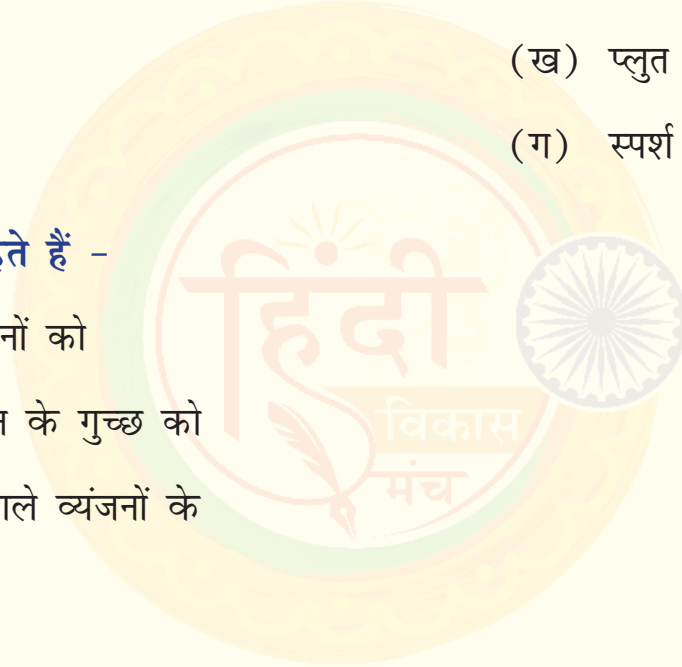 (ख) प्लुत
(ग) स्पर्श
हैं -
को
के गुच्छ को
व्यंजनों के
हिंदी
विकास
मंच